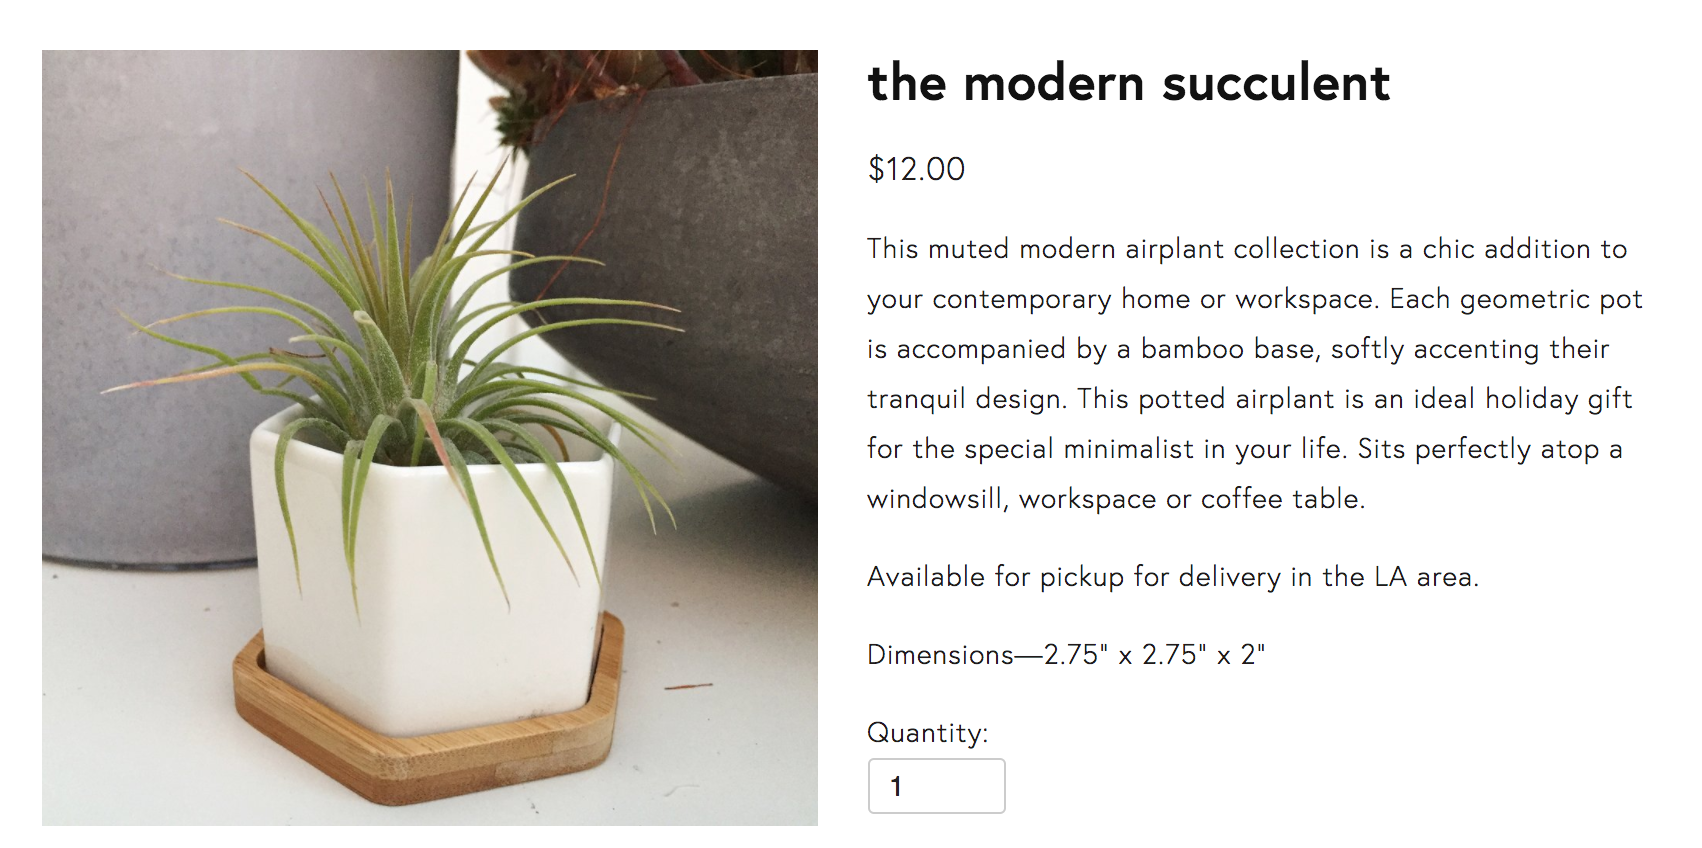 the modern succulent
$12.00
This muted modern airplant collection is a chic addition to
your contemporary home or workspace. Each geometric pot
is accompanied by a bamboo base, softly accenting their
tranquil design. This potted airplant is an ideal holiday gift
for the special minimalist in your life. Sits perfectly atop a
windowsill, workspace or coffee table.
Available for pickup for delivery in the LA area.
Dimensions—2.75" x 2.75" x 2"
Quantity:
1